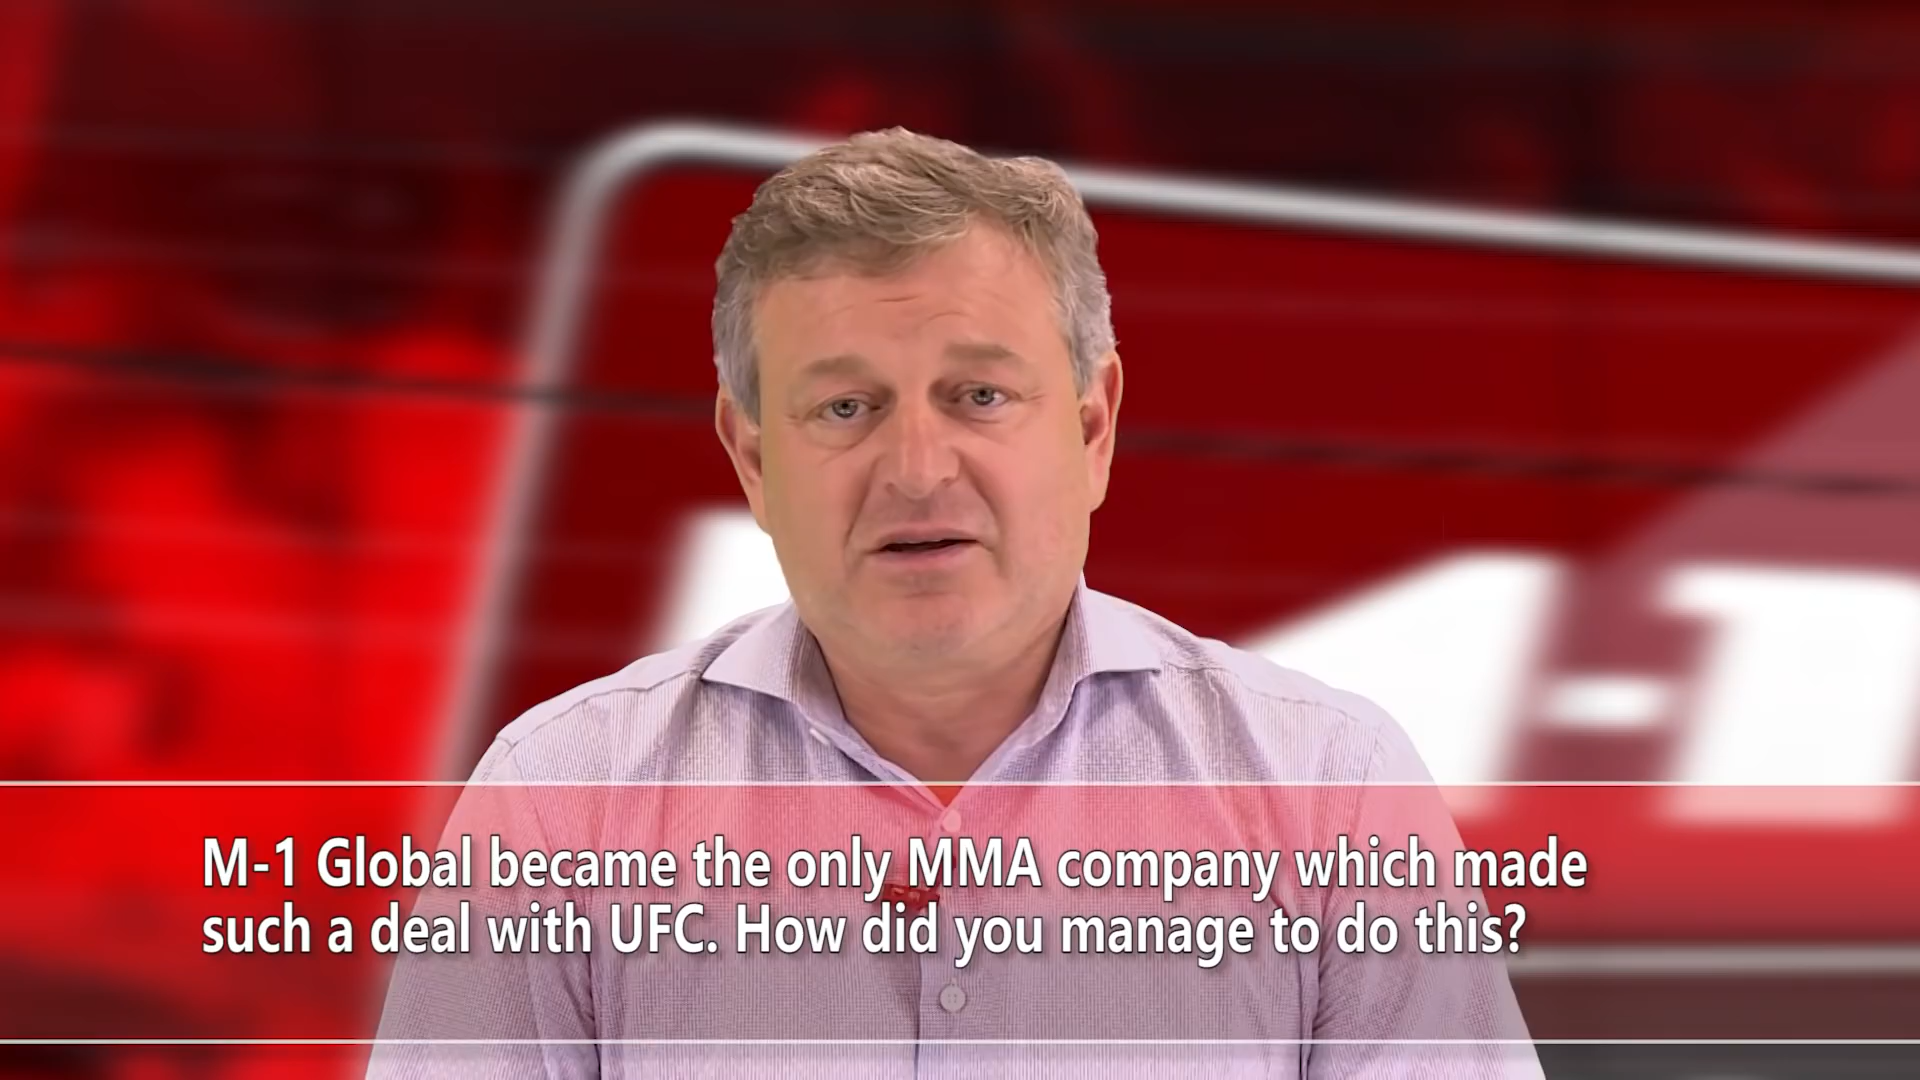 M-1
M-1 Global became the only MMA company which made
such a deal with UFC. How did you manage to do this?